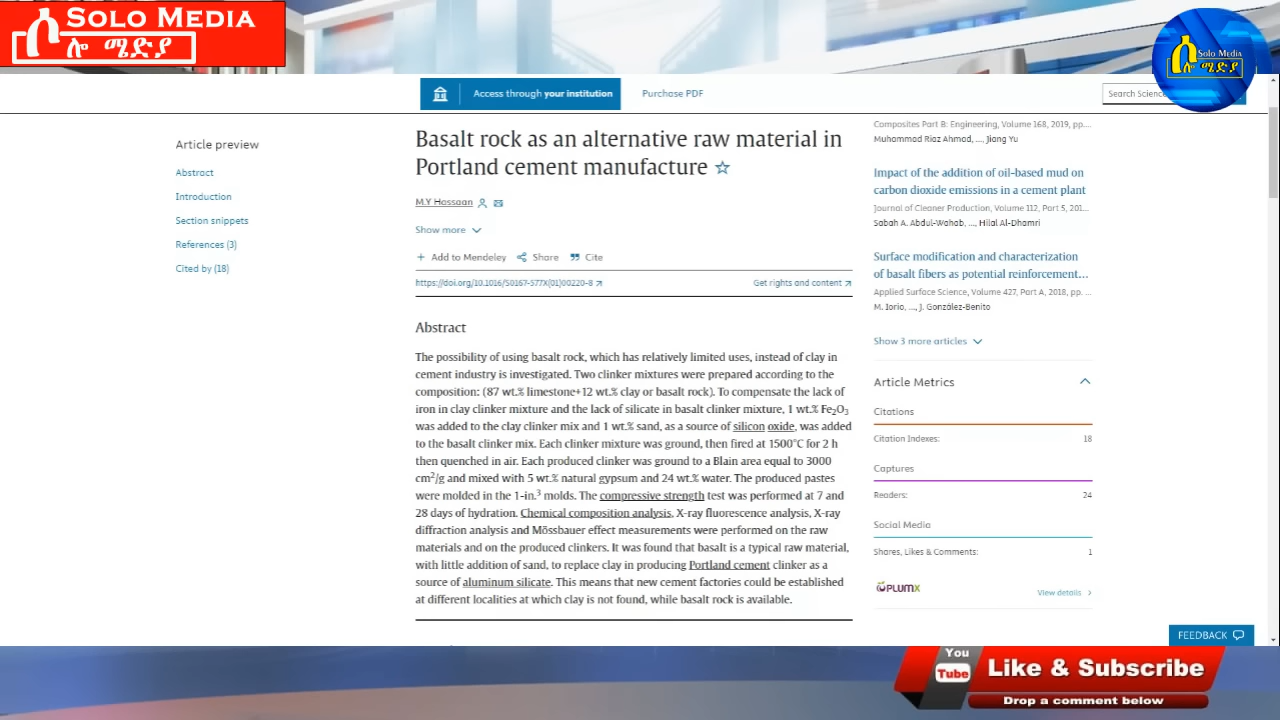 SOLO MEDIA
ሶሎ ሜድያ
Solo Media
ሶሎ ሜድያ
Access through your institution
Purchase PDF
Search Scienc
Article preview
Abstract
Introduction
Section snippets
References (3)
Cited by (18)
Basalt rock as an alternative raw material in
Portland cement manufacture
M.Y Hassaan
Show more
Add to Mendeley
Share
Cite
https://doi.org/10.1016/S0167-577X(01)00220-8
Get rights and content
Abstract
The possibility of using basalt rock, which has relatively limited uses, instead of clay in
cement industry is investigated. Two clinker mixtures were prepared according to the
composition: (87 wt.% limestone+12 wt.% clay or basalt rock). To compensate the lack of
iron in clay clinker mixture and the lack of silicate in basalt clinker mixture, 1 wt.% Fe₂O₃
was added to the clay clinker mix and 1 wt.% sand, as a source of silicon oxide, was added
to the basalt clinker mix. Each clinker mixture was ground, then fired at 1500°C for 2 h
then quenched in air. Each produced clinker was ground to a Blain area equal to 3000
cm²/g and mixed with 5 wt.% natural gypsum and 24 wt.% water. The produced pastes
were molded in the 1-in.³ molds. The compressive strength test was performed at 7 and
28 days of hydration. Chemical composition analysis, X-ray fluorescence analysis, X-ray
diffraction analysis and Mössbauer effect measurements were performed on the raw
materials and on the produced clinkers. It was found that basalt is a typical raw material,
with little addition of sand, to replace clay in producing Portland cement clinker as a
source of aluminum silicate. This means that new cement factories could be established
at different localities at which clay is not found, while basalt rock is available.
Composites Part B: Engineering, Volume 168, 2019, pp....
Muhammad Riaz Ahmad, ..., Jiang Yu
Impact of the addition of oil-based mud on
carbon dioxide emissions in a cement plant
Journal of Cleaner Production, Volume 112, Part 5, 201...
Sabah A. Abdul-Wahab, ..., Hilal Al-Dhamri
Surface modification and characterization
of basalt fibers as potential reinforcement...
Applied Surface Science, Volume 427, Part A, 2018, pp. ...
M. Iorio, ..., J. González-Benito
Show 3 more articles
Article Metrics
Citations
Citation Indexes: 18
Captures
Readers: 24
Social Media
Shares, Likes & Comments: 1
PLUMX
View details
FEEDBACK
You
Tube
Like & Subscribe
Drop a comment below